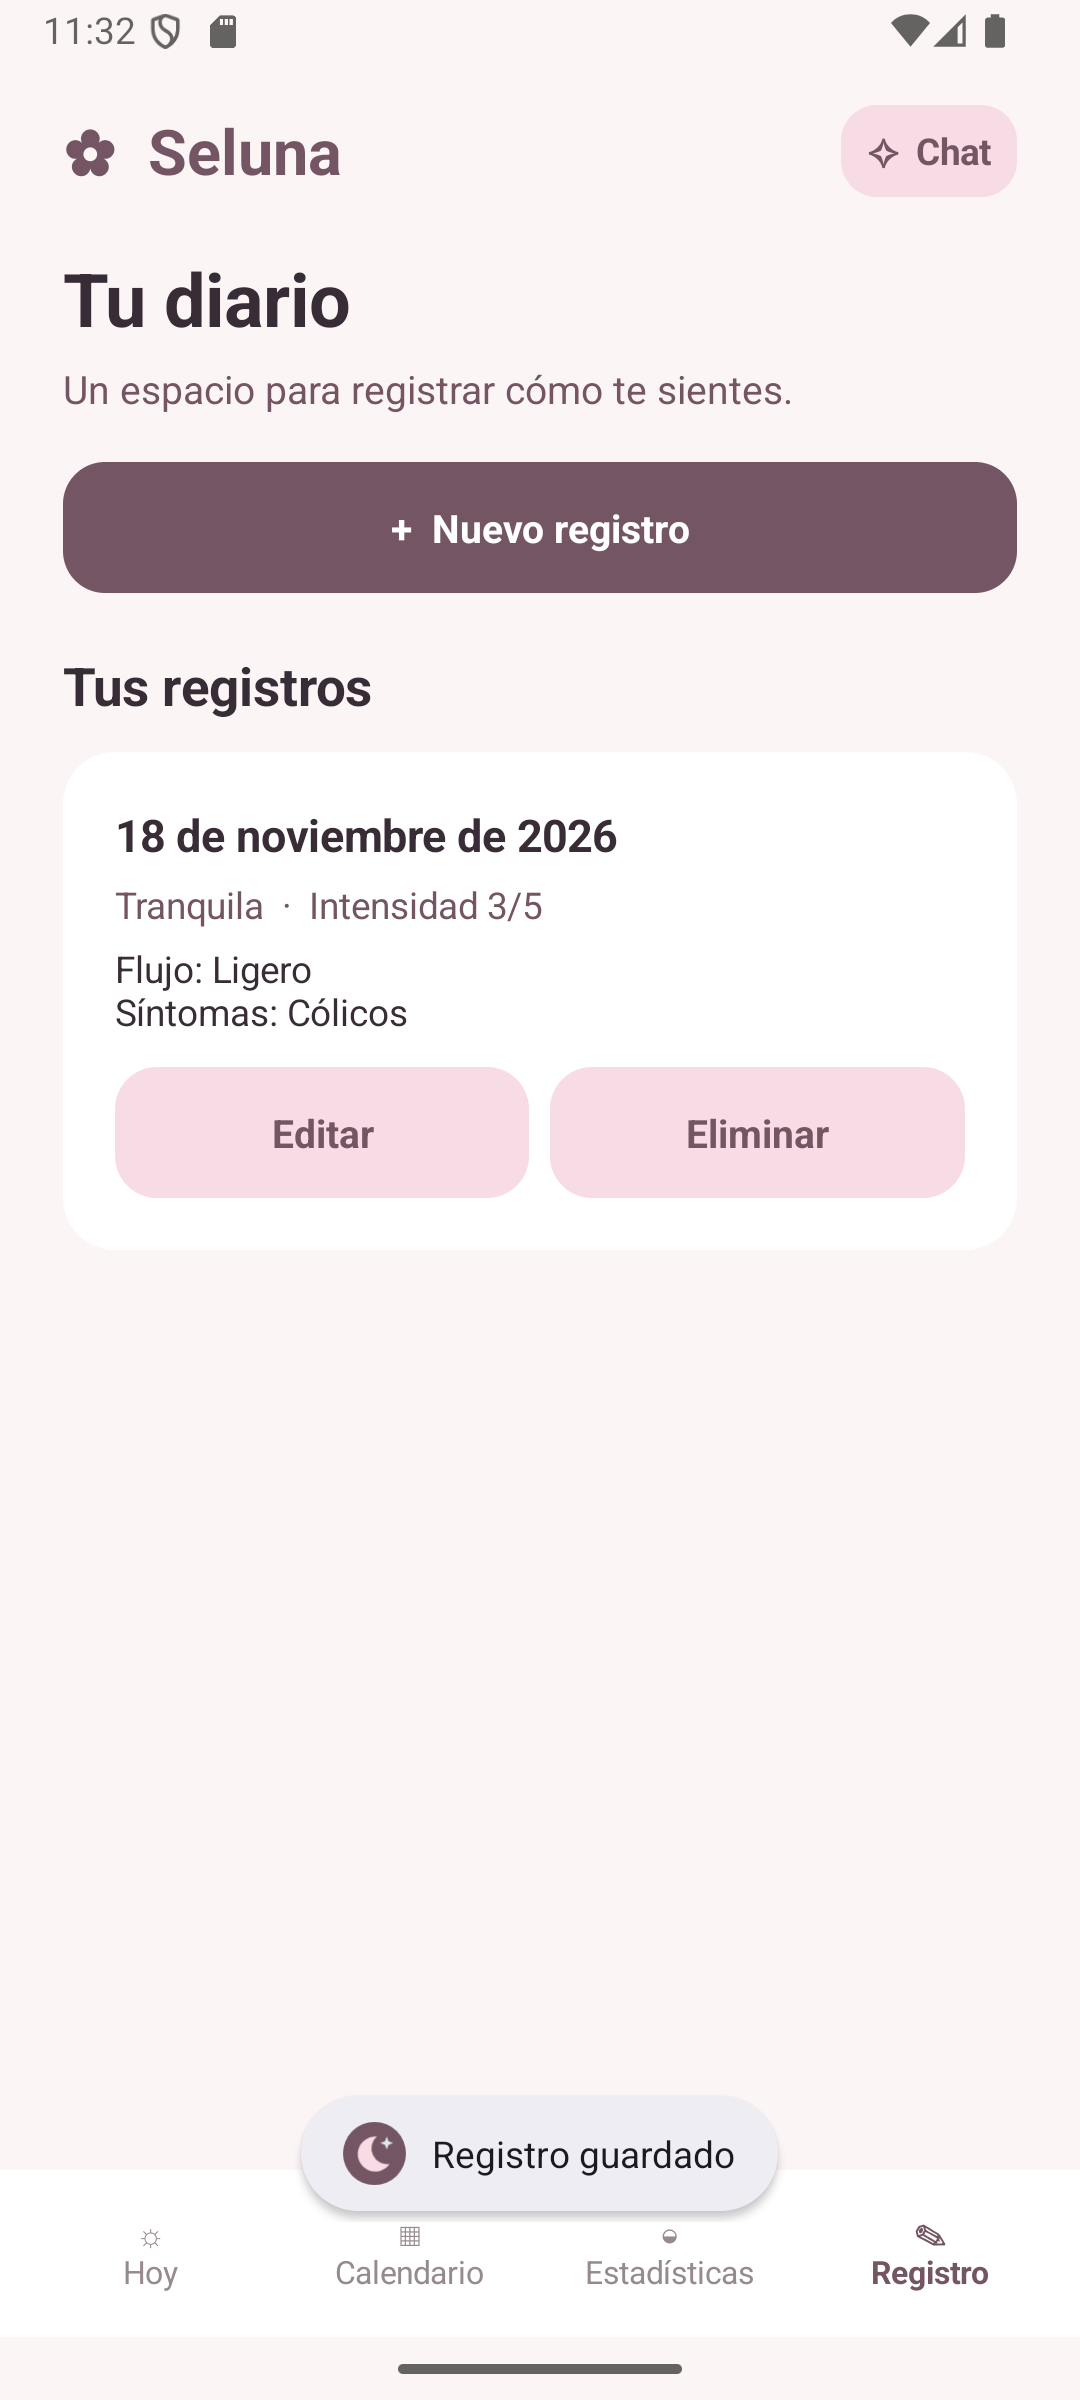 11:32
Seluna
Chat
Tu diario
Un espacio para registrar cómo te sientes.
+ Nuevo registro
Tus registros
18 de noviembre de 2026
Tranquila · Intensidad 3/5
Flujo: Ligero
Síntomas: Cólicos
Editar
Eliminar
Registro guardado
Hoy
Calendario
Estadísticas
Registro